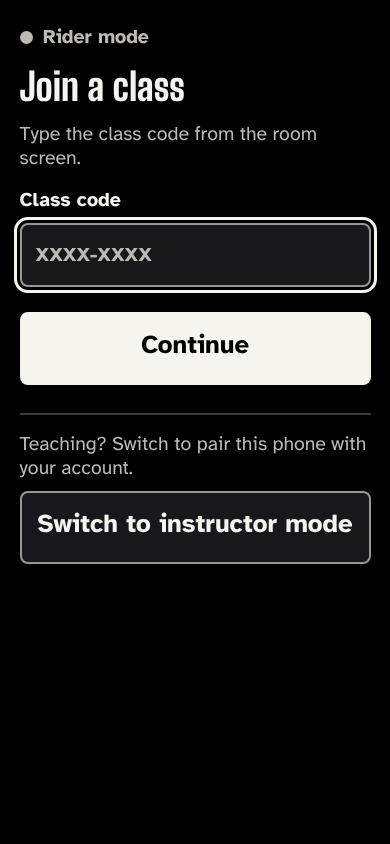 Rider mode
Join a class
Type the class code from the room
screen.
Class code
XXXX-XXXX
Continue
Teaching? Switch to pair this phone with
your account.
Switch to instructor mode